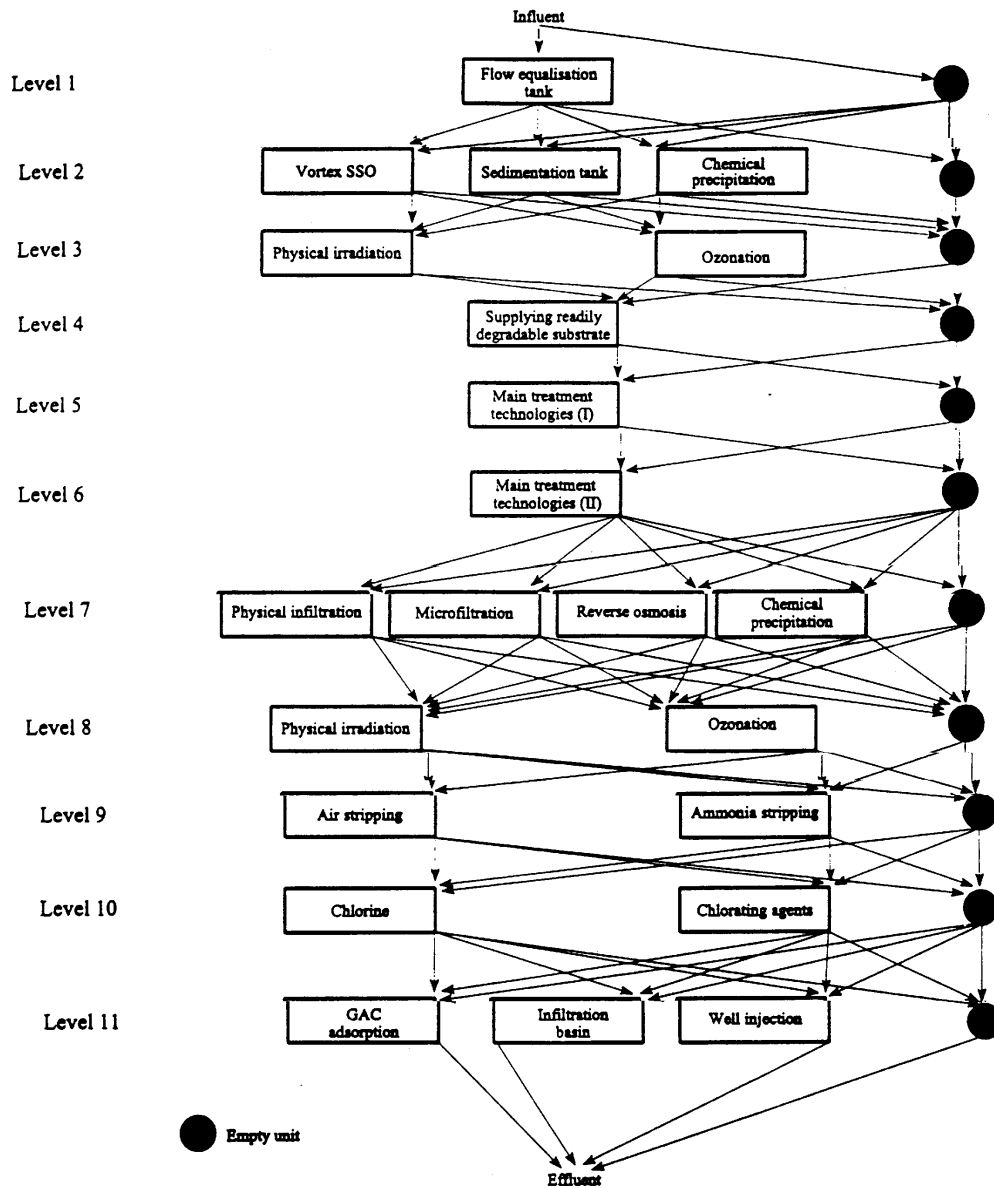 Influent
Level 1
Flow equalisation
tank
Level 2
Vortex SSO
Sedimentation tank
Chemical
precipitation
Level 3
Physical irradiation
Ozonation
Level 4
Supplying readily
degradable substrate
Level 5
Main treatment
technologies (I)
Level 6
Main treatment
technologies (II)
Level 7
Physical infiltration
Microfiltration
Reverse osmosis
Chemical
precipitation
Level 8
Physical irradiation
Ozonation
Level 9
Air stripping
Ammonia stripping
Level 10
Chlorine
Chlorating agents
Level 11
GAC
adsorption
Infiltration
basin
Well injection
Empty unit
Effluent